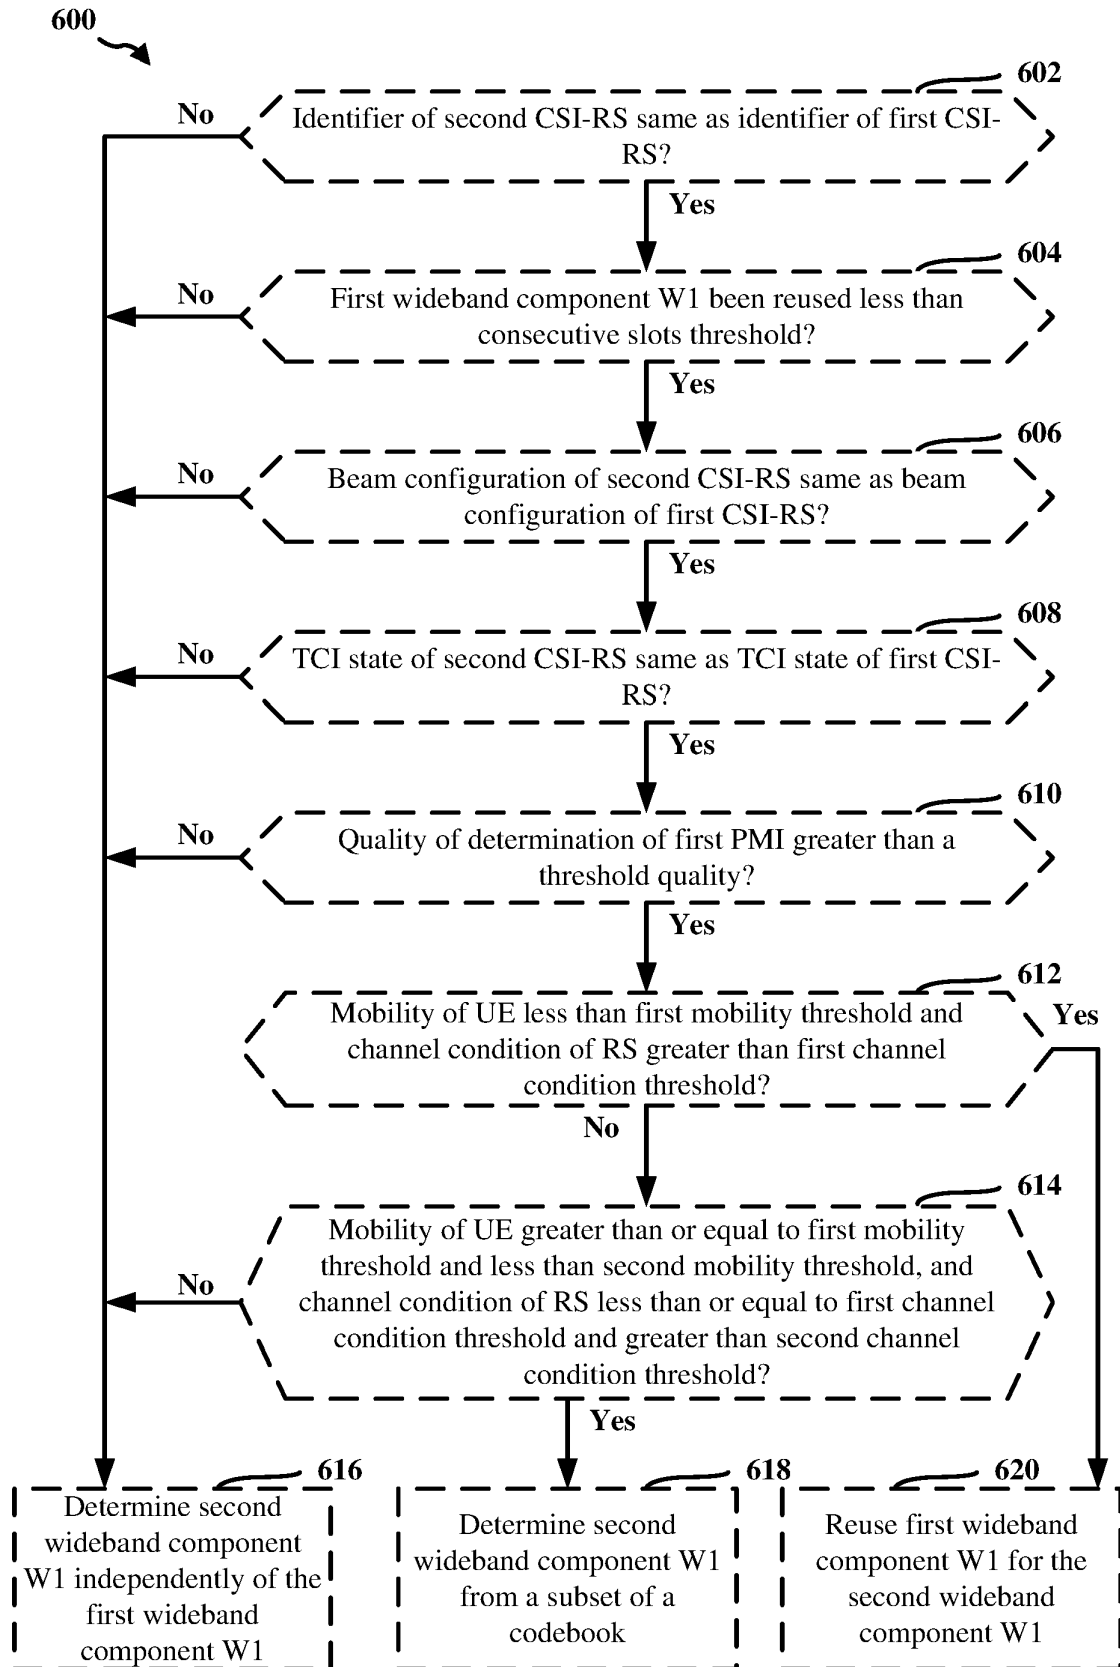 600
602
No
Identifier of second CSI-RS same as identifier of first CSI-
RS?
Yes
604
No
First wideband component W1 been reused less than
consecutive slots threshold?
Yes
606
No
Beam configuration of second CSI-RS same as beam
configuration of first CSI-RS?
Yes
608
No
TCI state of second CSI-RS same as TCI state of first CSI-
RS?
Yes
610
No
Quality of determination of first PMI greater than a
threshold quality?
Yes
612
Yes
Mobility of UE less than first mobility threshold and
channel condition of RS greater than first channel
condition threshold?
No
614
No
Mobility of UE greater than or equal to first mobility
threshold and less than second mobility threshold, and
channel condition of RS less than or equal to first channel
condition threshold and greater than second channel
condition threshold?
Yes
616
Determine second
wideband component
W1 independently of the
first wideband
component W1
618
Determine second
wideband component W1
from a subset of a
codebook
620
Reuse first wideband
component W1 for the
second wideband
component W1